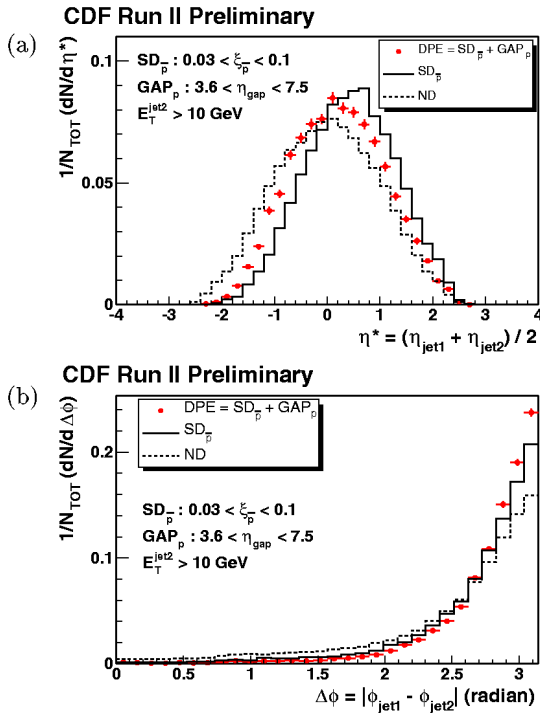 CDF Run II Preliminary
(a)
1/N_TOT (dN/dη*)
0.1
0.05
0
SD_p̅ : 0.03 < ξ_p̅ < 0.1
GAP_p : 3.6 < η_gap < 7.5
E_T^jet2 > 10 GeV
DPE = SD_p̅ + GAP_p
SD_p̅
ND
-4 -3 -2 -1 0 1 2 3 4
η* = (η_jet1 + η_jet2) / 2
CDF Run II Preliminary
(b)
1/N_TOT (dN/dΔϕ)
0.2
0.1
0
DPE = SD_p̅ + GAP_p
SD_p̅
ND
SD_p̅ : 0.03 < ξ_p̅ < 0.1
GAP_p : 3.6 < η_gap < 7.5
E_T^jet2 > 10 GeV
0 0.5 1 1.5 2 2.5 3
Δϕ = |ϕ_jet1 - ϕ_jet2| (radian)